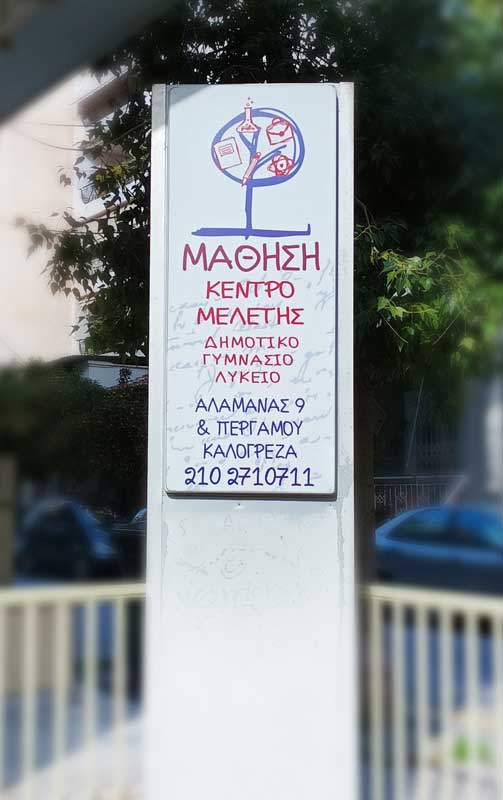 ΜΑΘΗΣΗ
ΚΕΝΤΡΟ
ΜΕΛΕΤΗΣ
ΔΗΜΟΤΙΚΟ
ΓΥΜΝΑΣΙΟ
ΛΥΚΕΙΟ
ΑΛΑΜΑΝΑΣ 9
& ΠΕΡΓΑΜΟΥ
ΚΑΛΟΓΡΕΖΑ
210 2710711